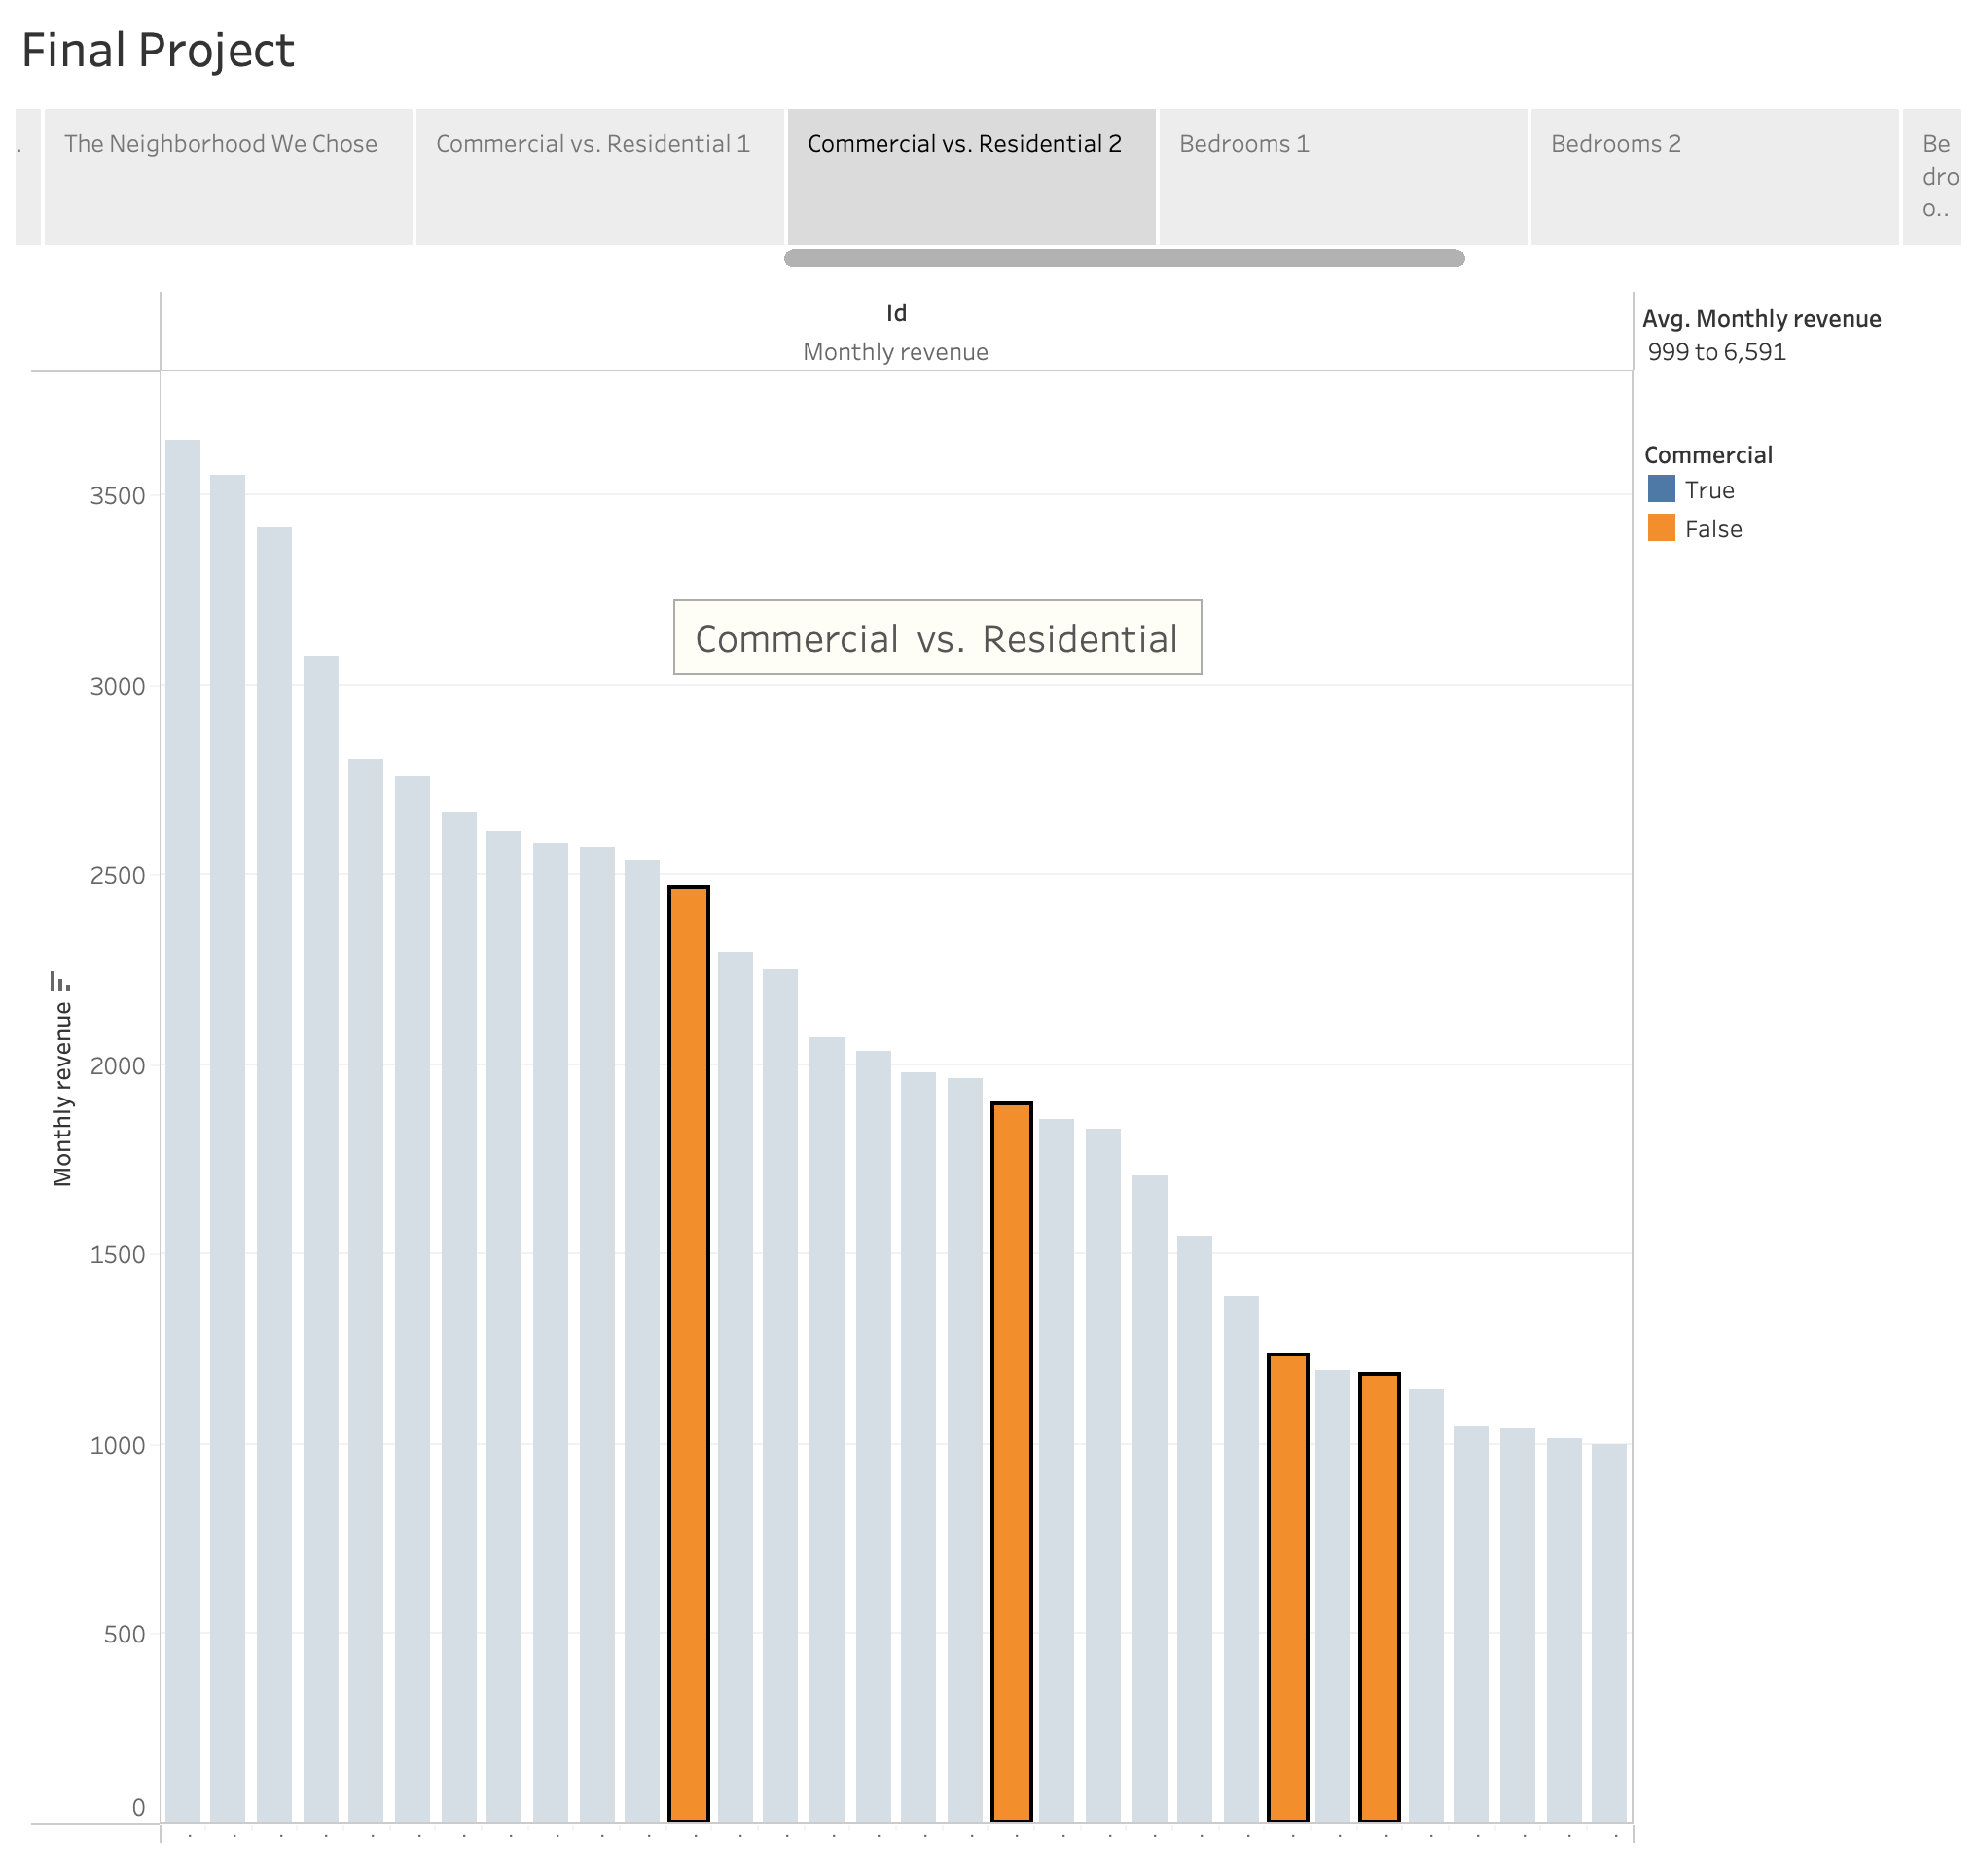 Final Project
.
The Neighborhood We Chose
Commercial vs. Residential 1
Commercial vs. Residential 2
Bedrooms 1
Bedrooms 2
Be
dro
o..
Id
Monthly revenue
Avg. Monthly revenue
999 to 6,591
Commercial
True
False
Commercial vs. Residential
3500
3000
2500
2000
1500
1000
500
0
Monthly revenue